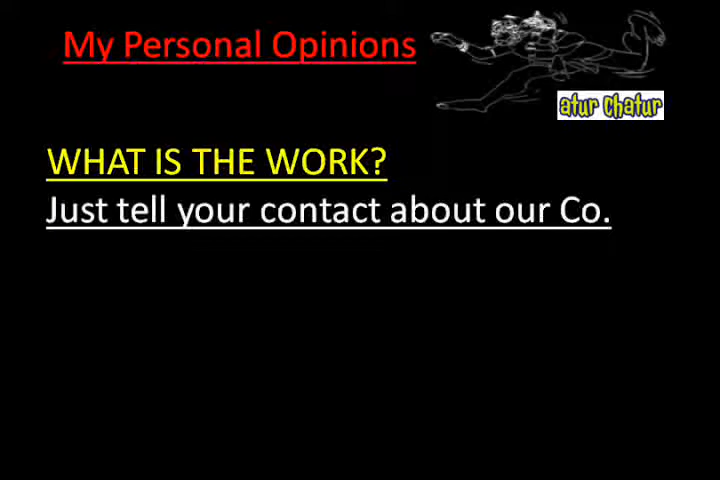 My Personal Opinions
atur chatur
WHAT IS THE WORK?
Just tell your contact about our Co.